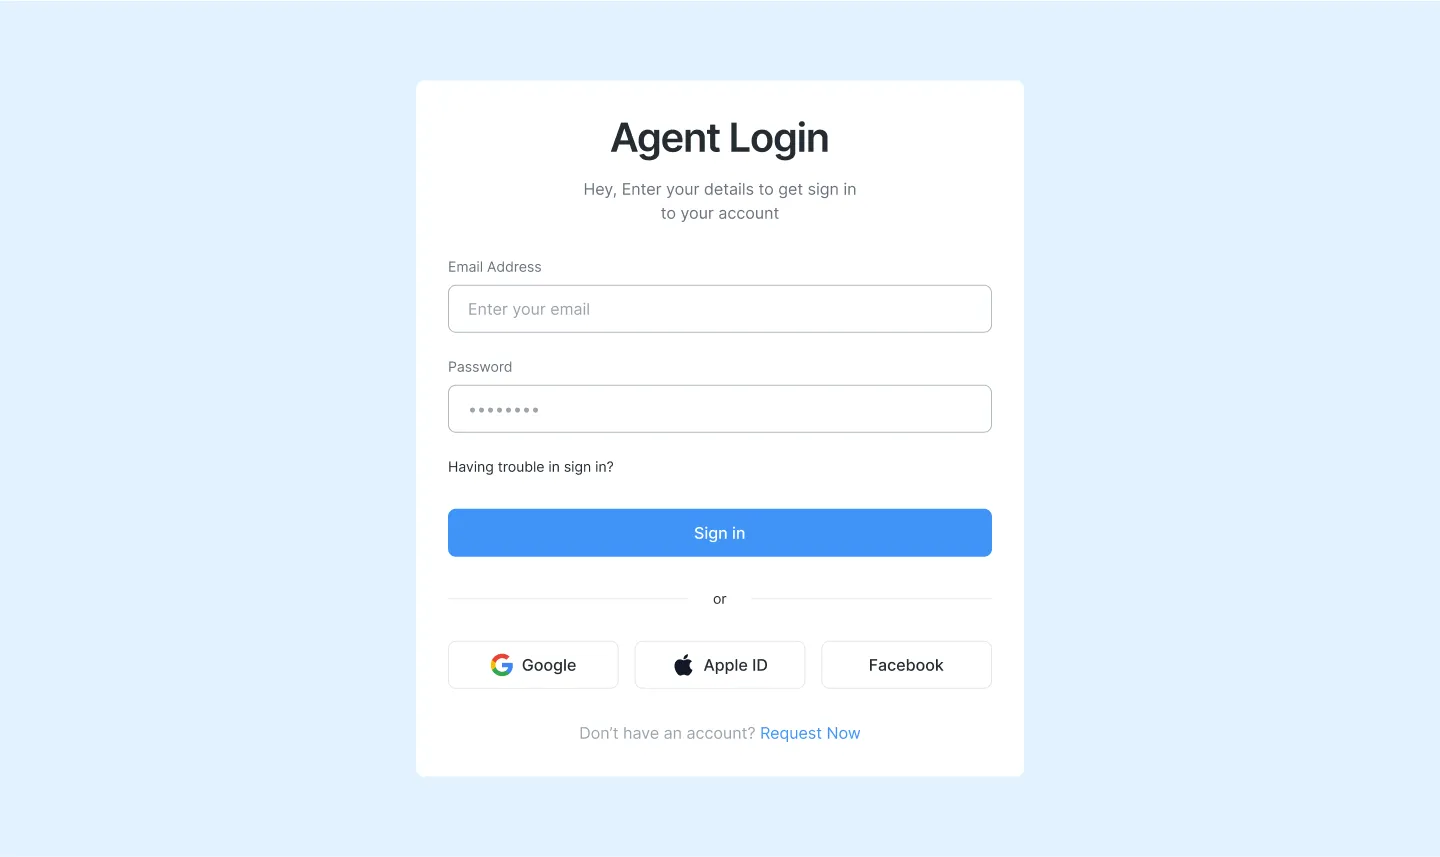 Agent Login
Hey, Enter your details to get sign in
to your account
Email Address
Enter your email
Password
••••••••
Having trouble in sign in?
Sign in
or
Google
Apple ID
Facebook
Don’t have an account? Request Now